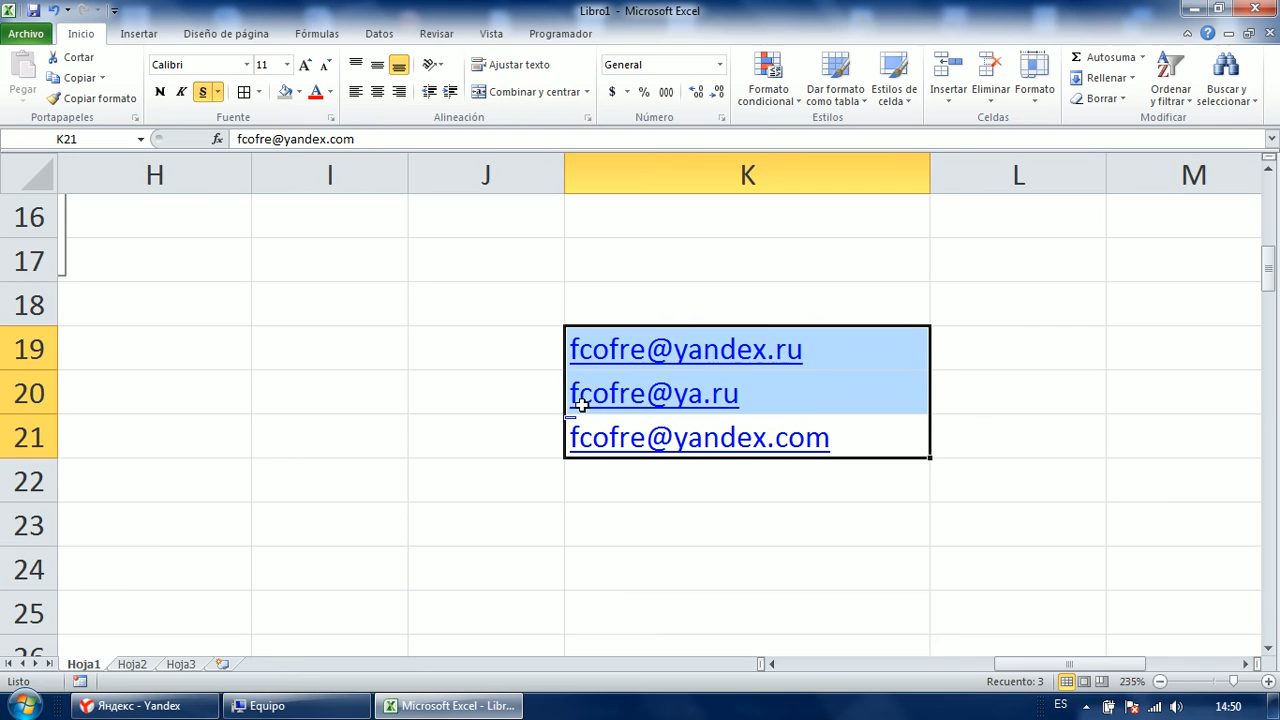 Libro1 - Microsoft Excel
Archivo Inicio Insertar Diseño de página Fórmulas Datos Revisar Vista Programador
Pegar
Cortar
Copiar
Copiar formato
Portapapeles
Calibri 11
N K S
Fuente
Ajustar texto
Combinar y centrar
Alineación
General
$ % 000
Número
Formato condicional
Dar formato como tabla
Estilos de celda
Estilos
Insertar Eliminar Formato
Celdas
Autosuma
Rellenar
Borrar
Ordenar y filtrar
Buscar y seleccionar
Modificar
K21 fx fcofre@yandex.com
H I J K L M
16
17
18
19 fcofre@yandex.ru
20 fcofre@ya.ru
21 fcofre@yandex.com
22
23
24
25
26
Hoja1 Hoja2 Hoja3
Listo Recuento: 3 235%
Яндекс - Yandex Equipo Microsoft Excel - Libr... ES 14:50